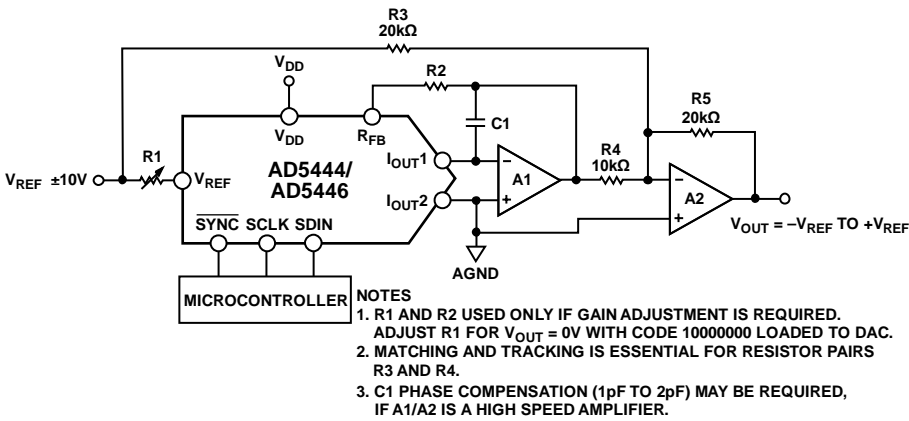 R3
20kΩ
VDD
R2
VDD
RFB
C1
R5
20kΩ
R1
AD5444/
AD5446
IOUT1
A1
R4
10kΩ
VREF ±10V
VREF
IOUT2
A2
SYNC SCLK SDIN
VOUT = –VREF TO +VREF
AGND
MICROCONTROLLER
NOTES
1. R1 AND R2 USED ONLY IF GAIN ADJUSTMENT IS REQUIRED.
ADJUST R1 FOR VOUT = 0V WITH CODE 10000000 LOADED TO DAC.
2. MATCHING AND TRACKING IS ESSENTIAL FOR RESISTOR PAIRS
R3 AND R4.
3. C1 PHASE COMPENSATION (1pF TO 2pF) MAY BE REQUIRED,
IF A1/A2 IS A HIGH SPEED AMPLIFIER.